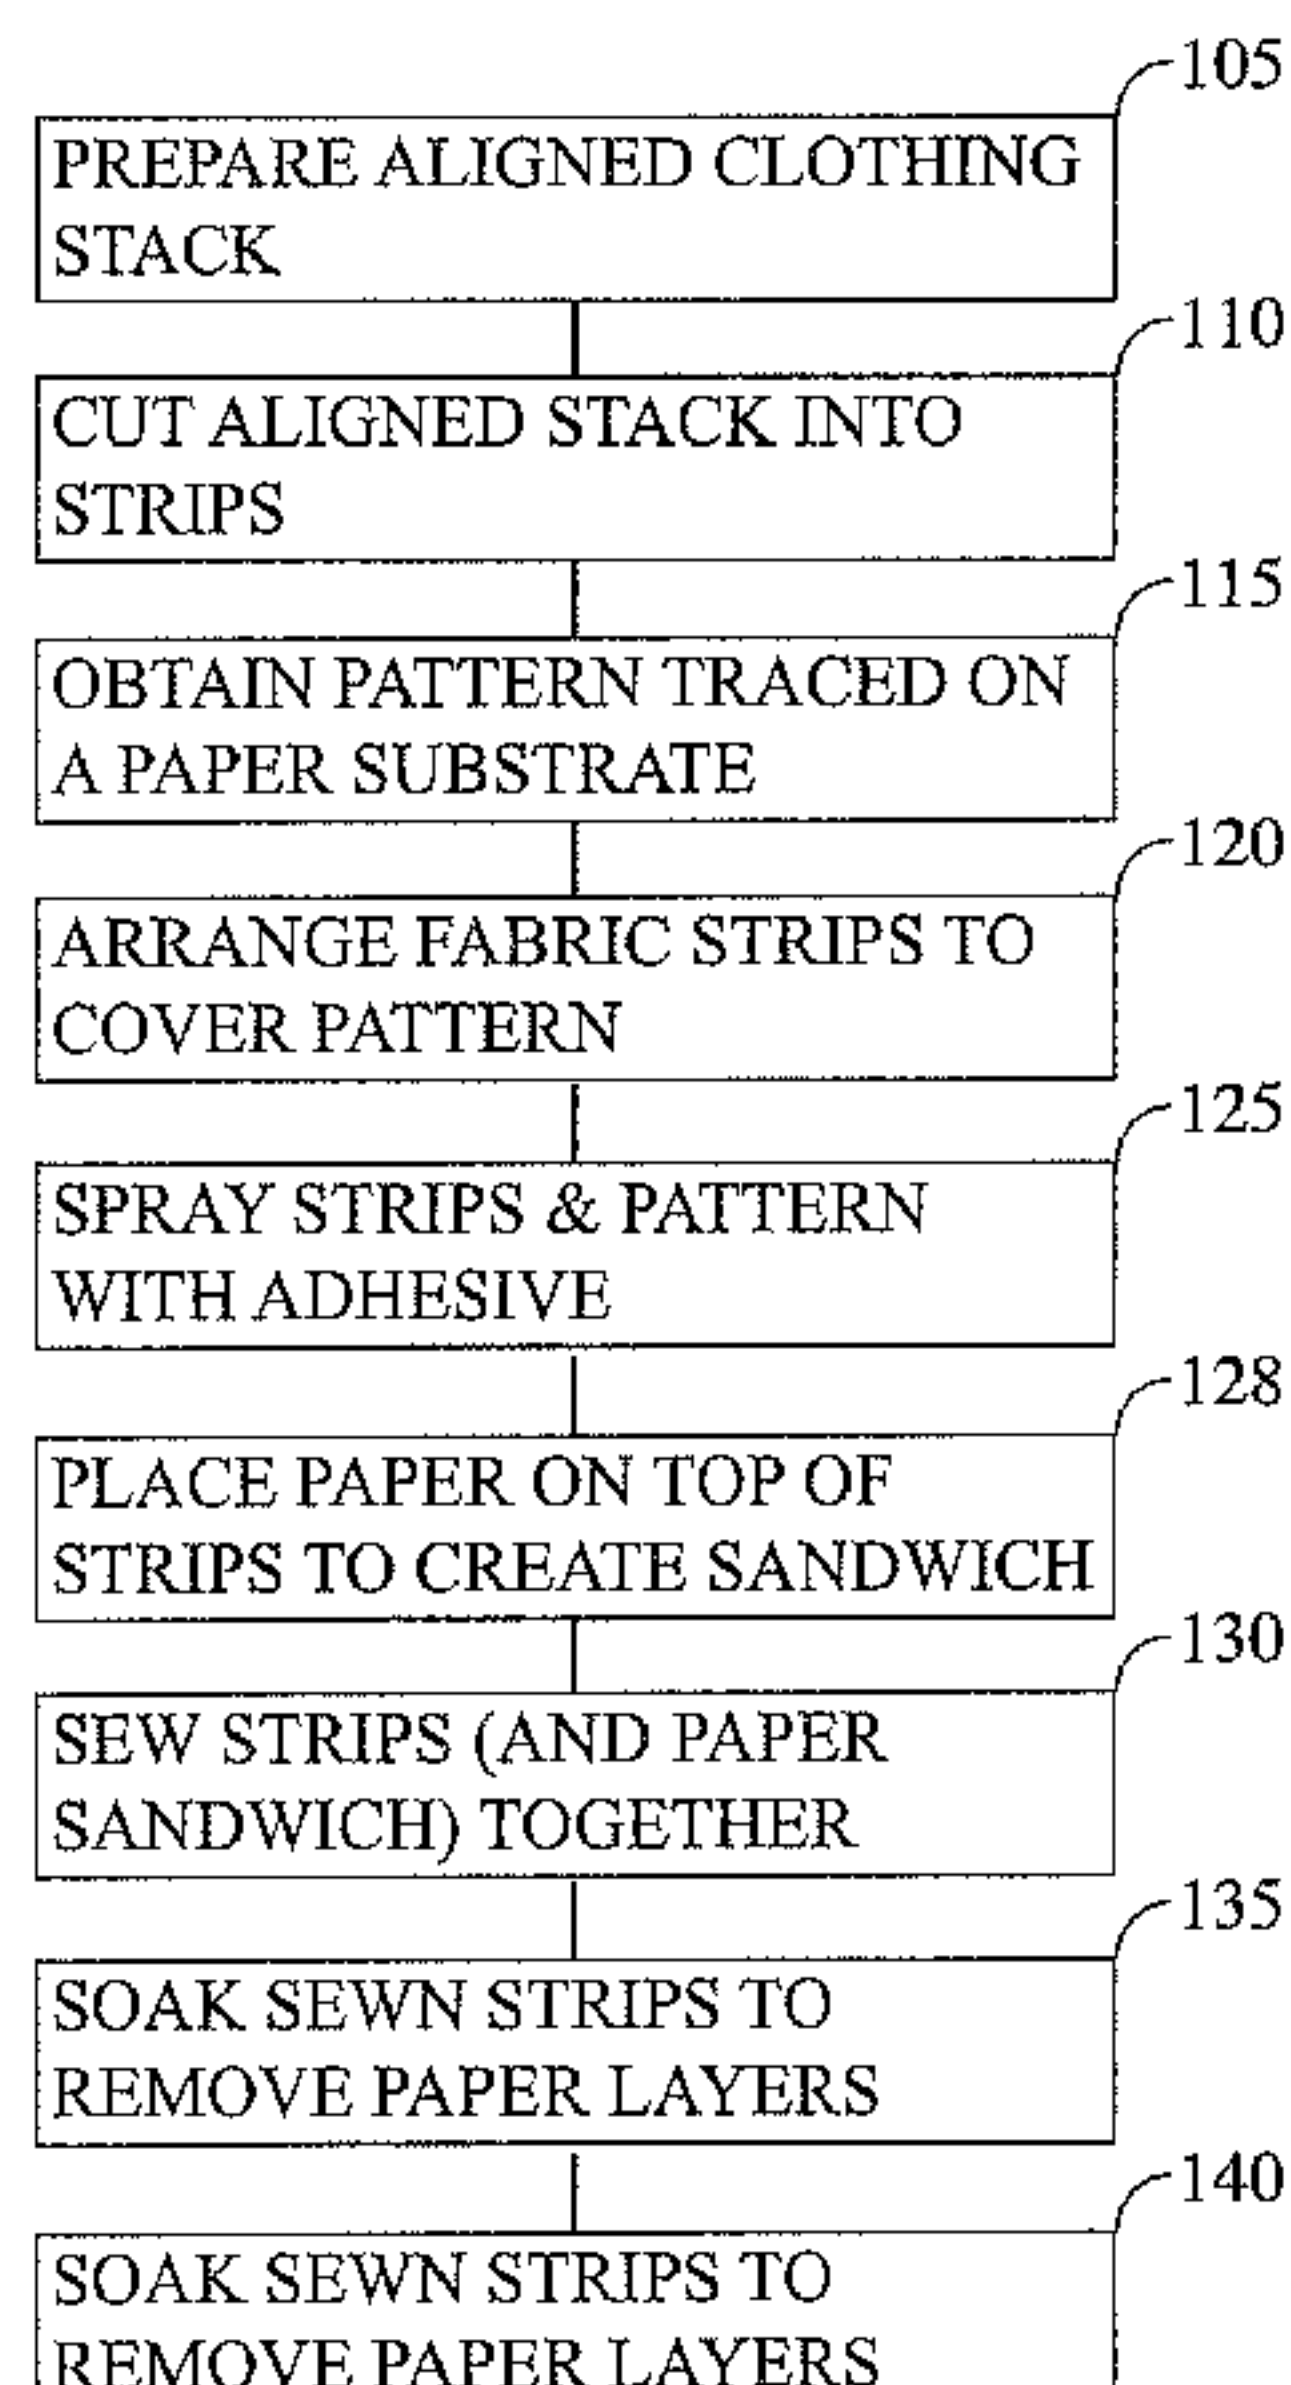 105
PREPARE ALIGNED CLOTHING
STACK
110
CUT ALIGNED STACK INTO
STRIPS
115
OBTAIN PATTERN TRACED ON
A PAPER SUBSTRATE
120
ARRANGE FABRIC STRIPS TO
COVER PATTERN
125
SPRAY STRIPS & PATTERN
WITH ADHESIVE
128
PLACE PAPER ON TOP OF
STRIPS TO CREATE SANDWICH
130
SEW STRIPS (AND PAPER
SANDWICH) TOGETHER
135
SOAK SEWN STRIPS TO
REMOVE PAPER LAYERS
140
SOAK SEWN STRIPS TO
REMOVE PAPER LAYERS